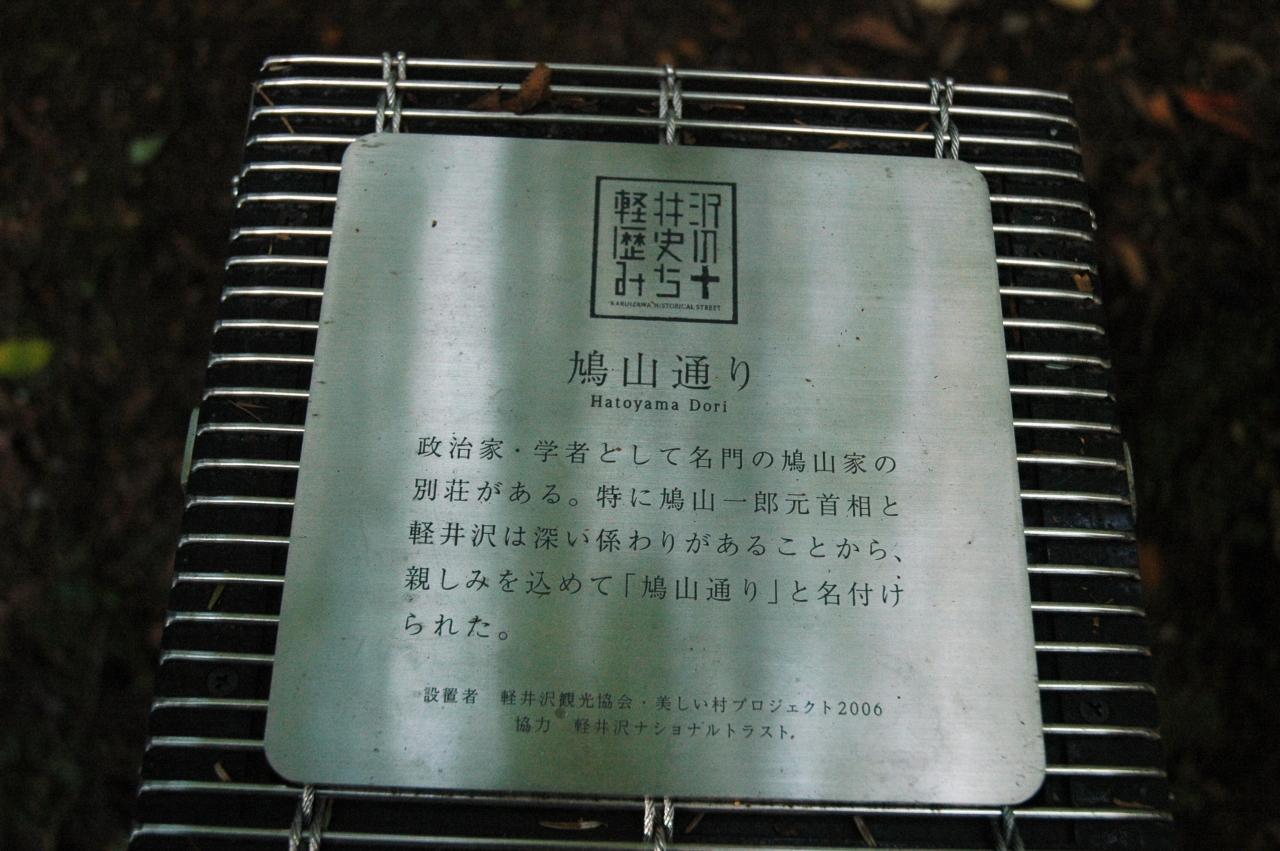 軽井沢の
歴史
みち
KARUIZAWA HISTORICAL STREET
鳩山通り
Hatoyama Dori
政治家・学者として名門の鳩山家の
別荘がある。特に鳩山一郎元首相と
軽井沢は深い係わりがあることから、
親しみを込めて「鳩山通り」と名付け
られた。
設置者　軽井沢観光協会・美しい村プロジェクト2006
協力　軽井沢ナショナルトラスト